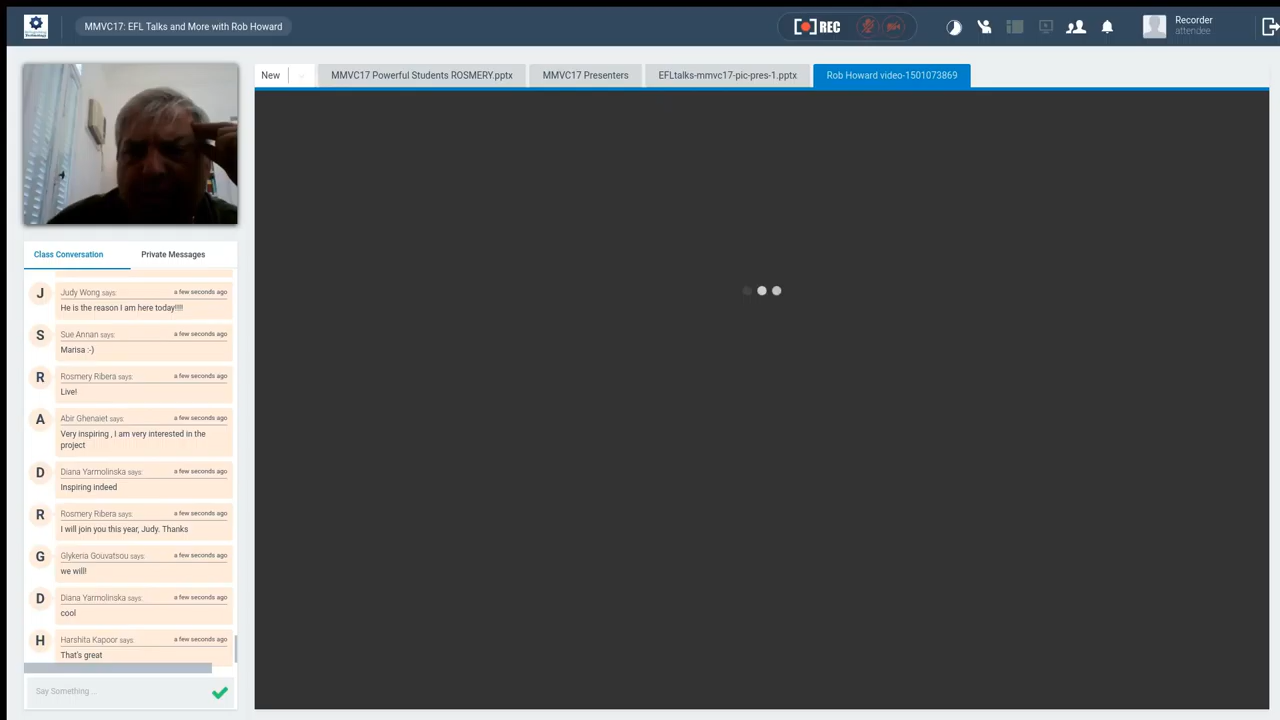 MMVC17: EFL Talks and More with Rob Howard
REC
Recorder
attendee
New
MMVC17 Powerful Students ROSMERY.pptx
MMVC17 Presenters
EFLtalks-mmvc17-pic-pres-1.pptx
Rob Howard video-1501073869
Class Conversation
Private Messages
J
Judy Wong says: a few seconds ago
He is the reason I am here today!!!!!
S
Sue Annan says: a few seconds ago
Marisa :-)
R
Rosmery Ribera says: a few seconds ago
Live!
A
Abir Ghenaiet says: a few seconds ago
Very inspiring , I am very interested in the
project
D
Diana Yarmolinska says: a few seconds ago
Inspiring indeed
R
Rosmery Ribera says: a few seconds ago
I will join you this year, Judy. Thanks
G
Glykeria Gouvatsou says: a few seconds ago
we will!
D
Diana Yarmolinska says: a few seconds ago
cool
H
Harshita Kapoor says: a few seconds ago
That's great
Say Something ...